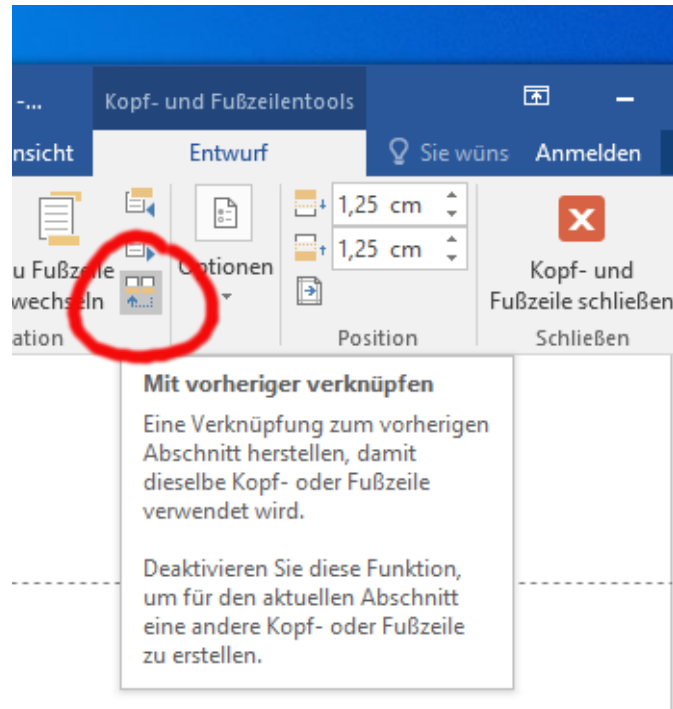 -... Kopf- und Fußzeilentools
nsicht Entwurf Sie wüns Anmelden
1,25 cm
1,25 cm
u Fußzeile
wechseln
Optionen
Kopf- und
Fußzeile schließen
ation Position Schließen
Mit vorheriger verknüpfen
Eine Verknüpfung zum vorherigen
Abschnitt herstellen, damit
dieselbe Kopf- oder Fußzeile
verwendet wird.
Deaktivieren Sie diese Funktion,
um für den aktuellen Abschnitt
eine andere Kopf- oder Fußzeile
zu erstellen.